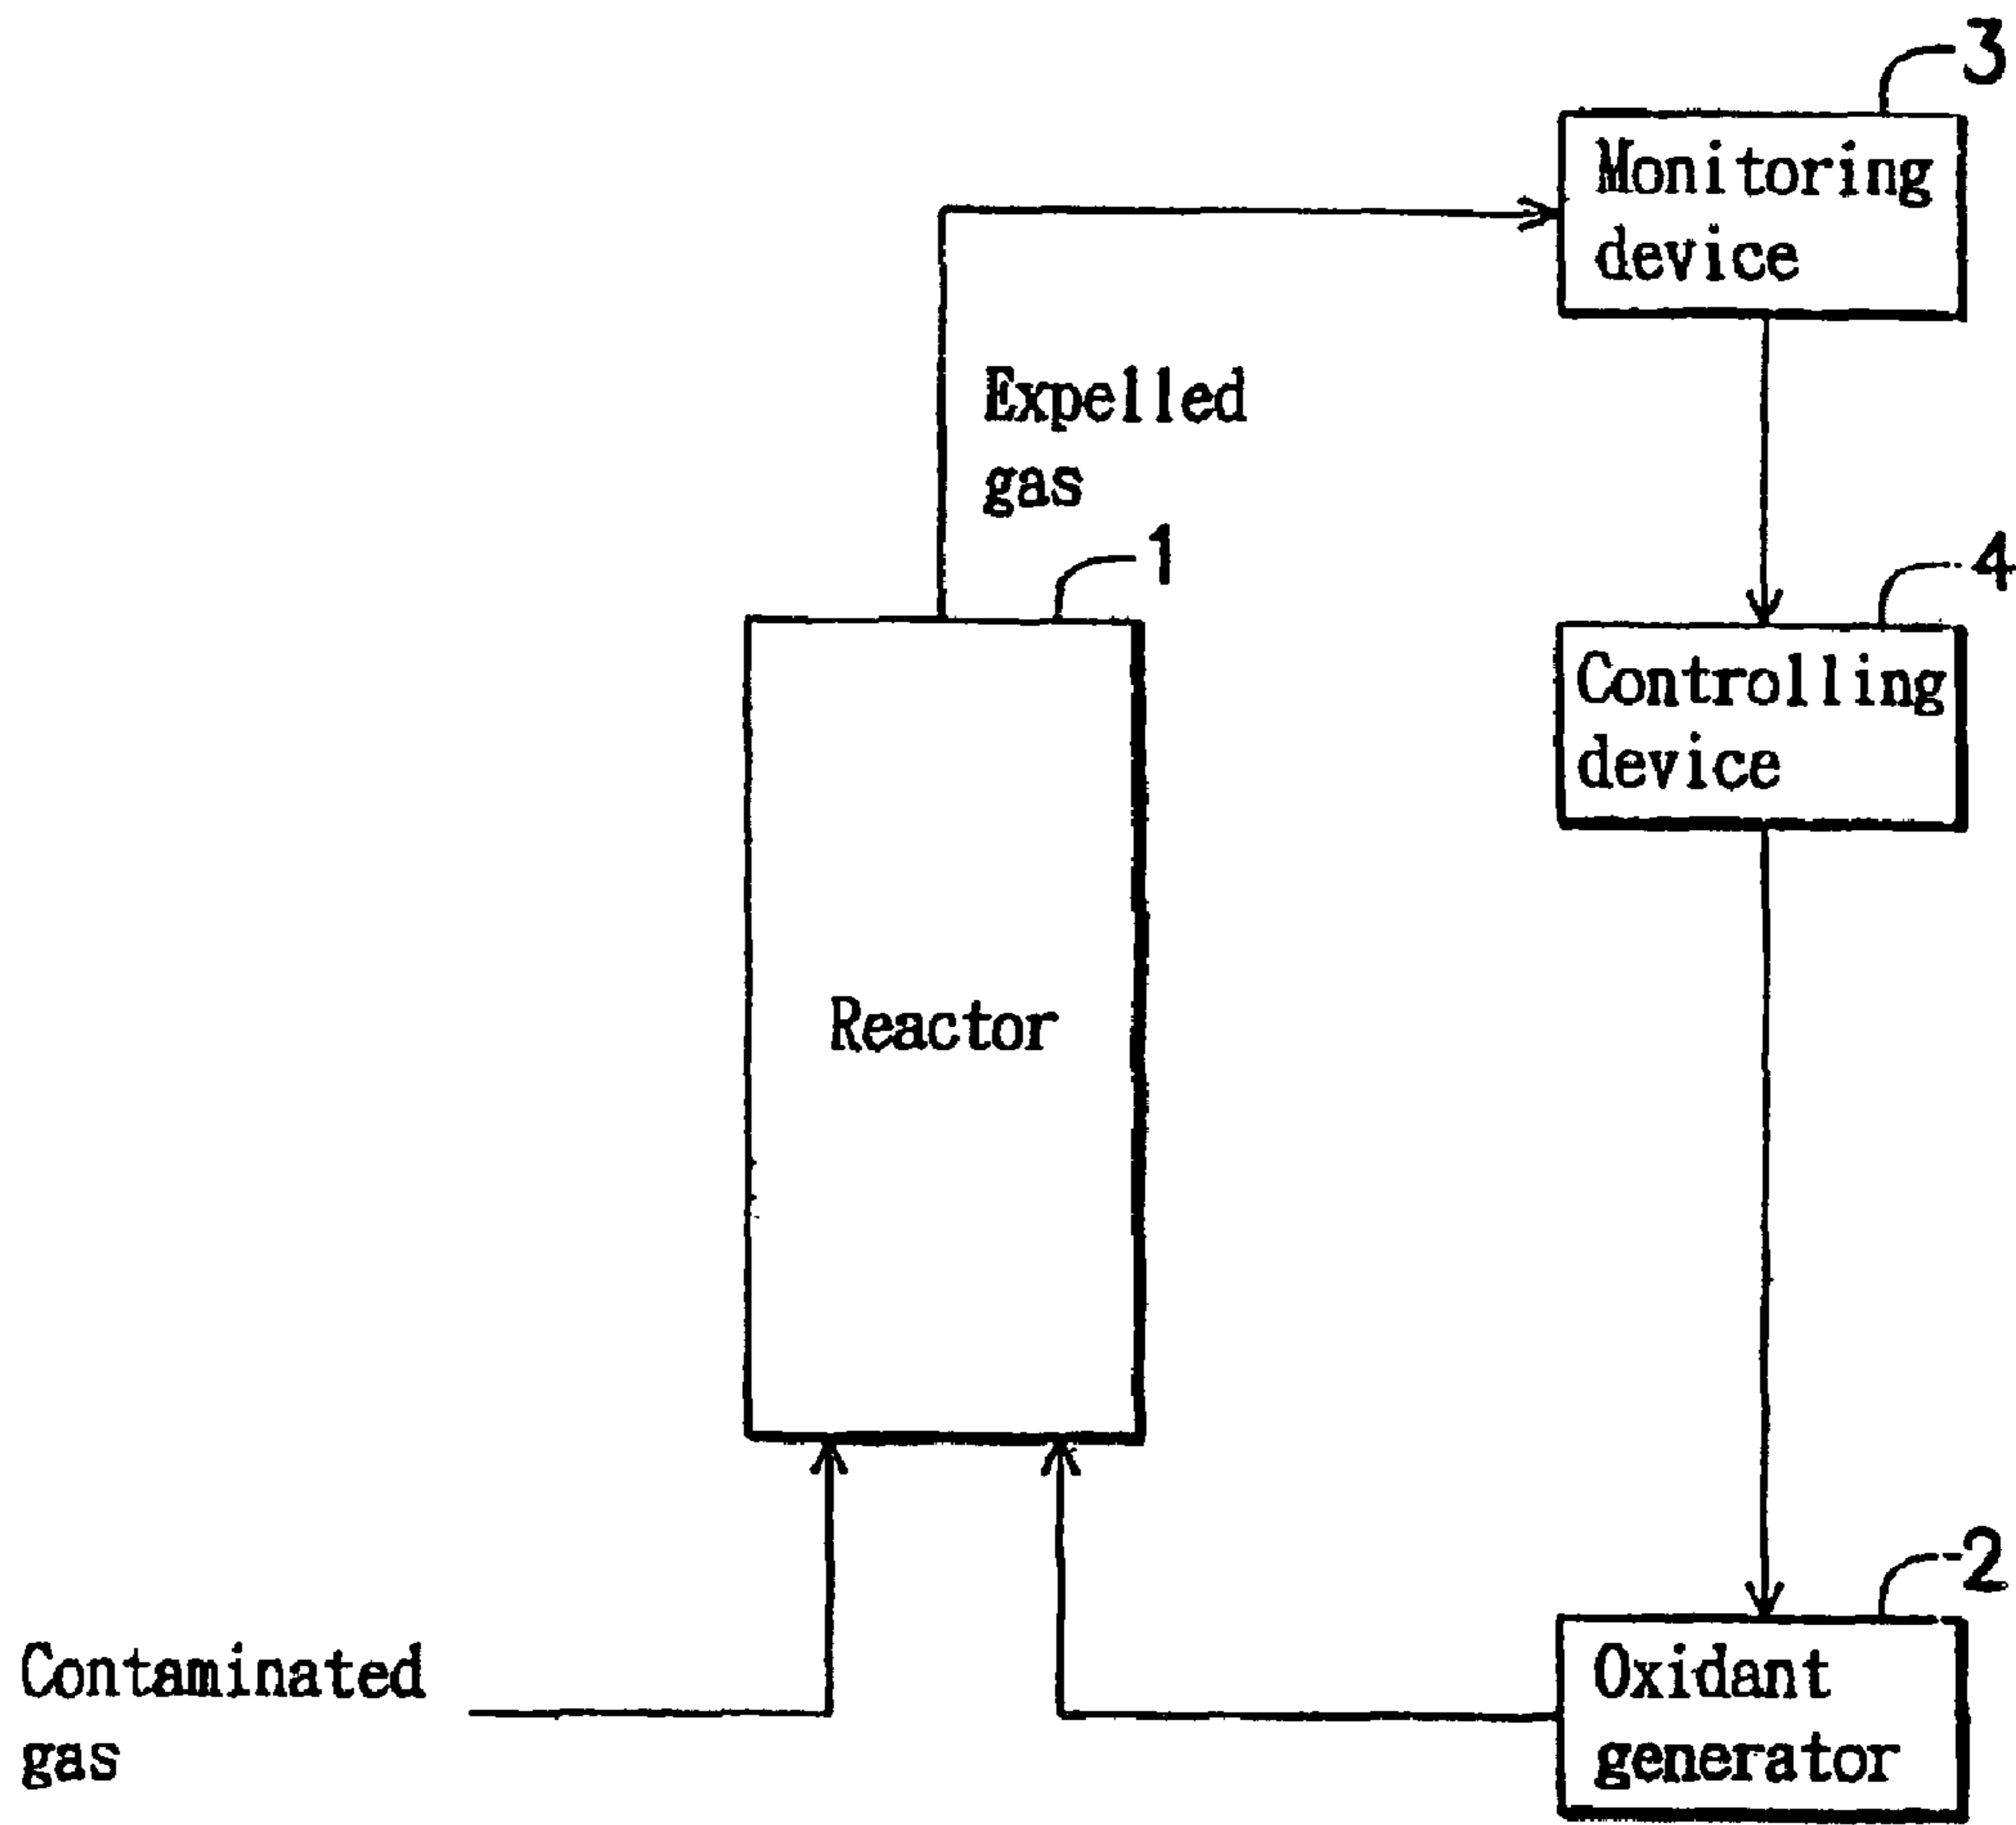 3
Monitoring
device
Expelled
gas
1
4
Controlling
device
Reactor
2
Contaminated
gas
Oxidant
generator